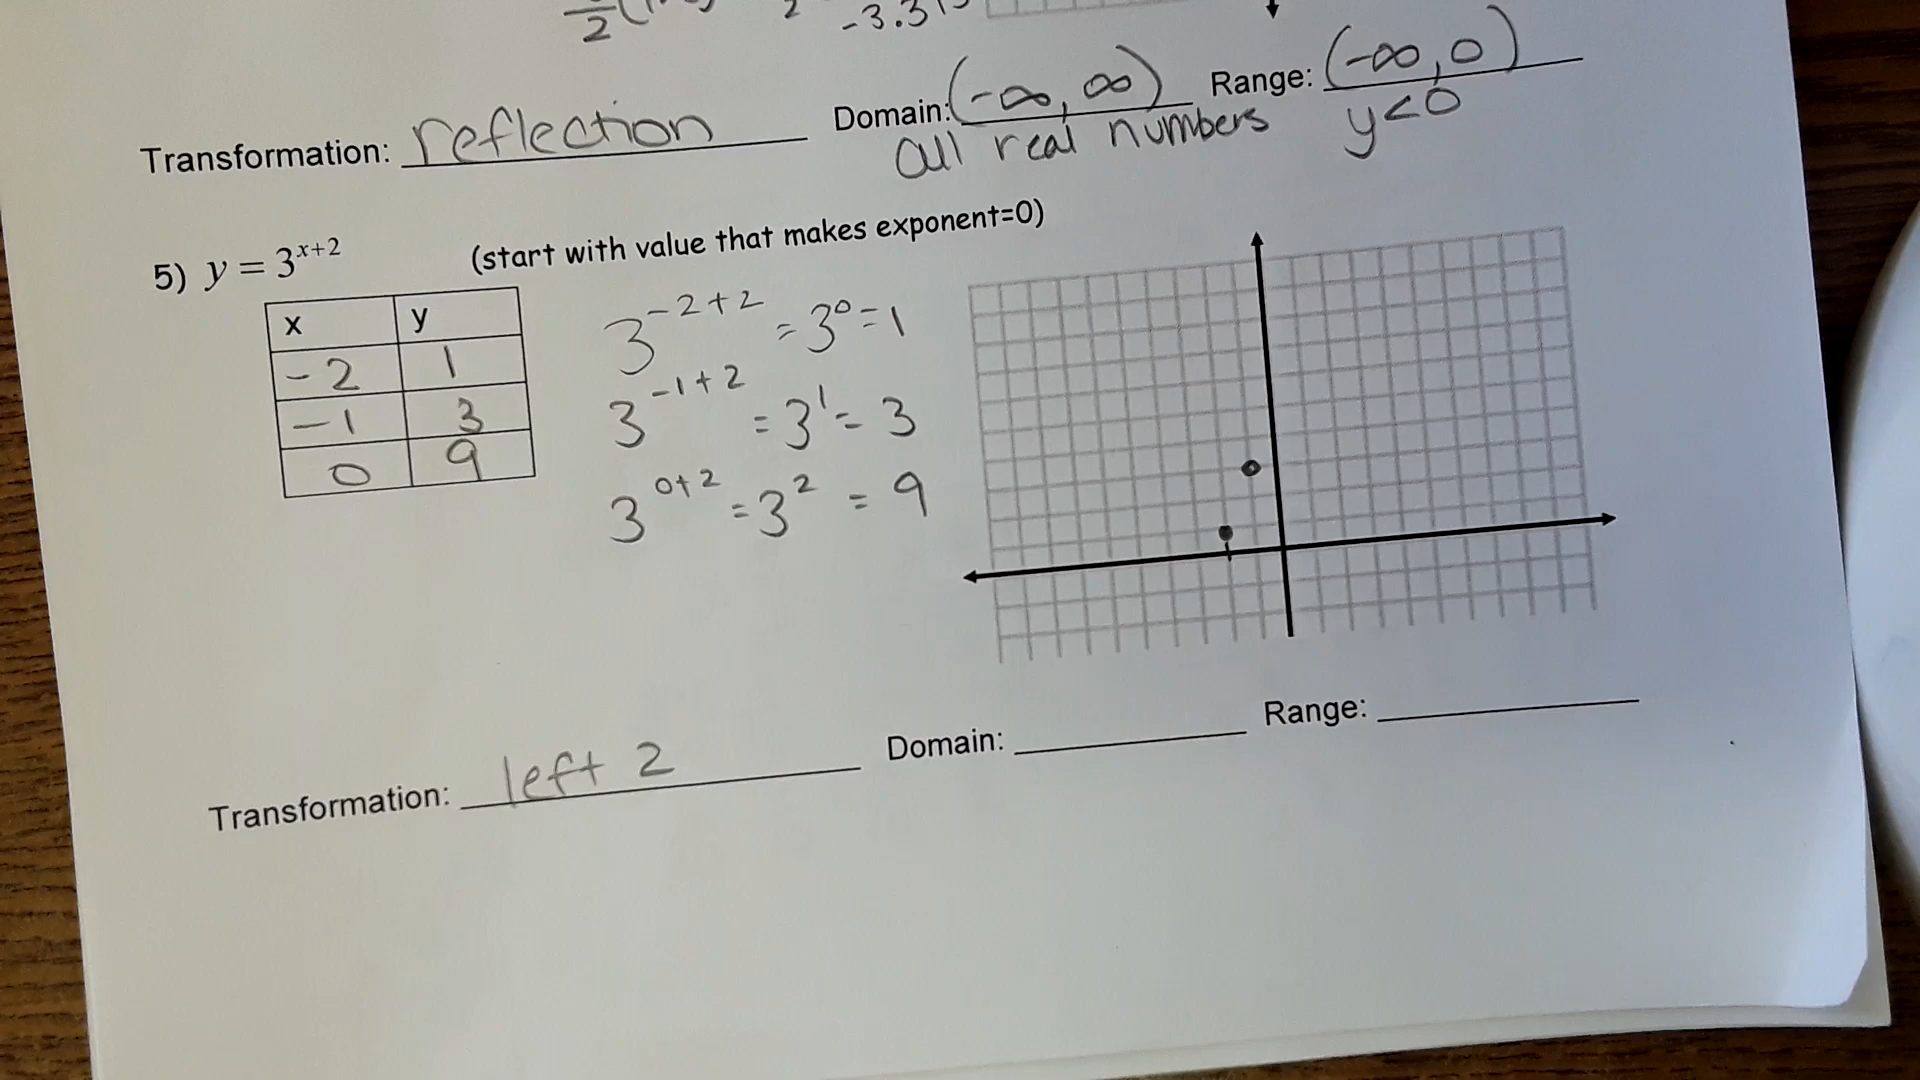 2 2 -3.3
Transformation: reflection Domain: (-∞, ∞) Range: (-∞, 0)
all real numbers y<0
5) y = 3^{x+2} (start with value that makes exponent=0)
x y
-2 1
-1 3
0 9
3^{-2+2} = 3^0 = 1
3^{-1+2} = 3^1 = 3
3^{0+2} = 3^2 = 9
Transformation: left 2 Domain: Range: